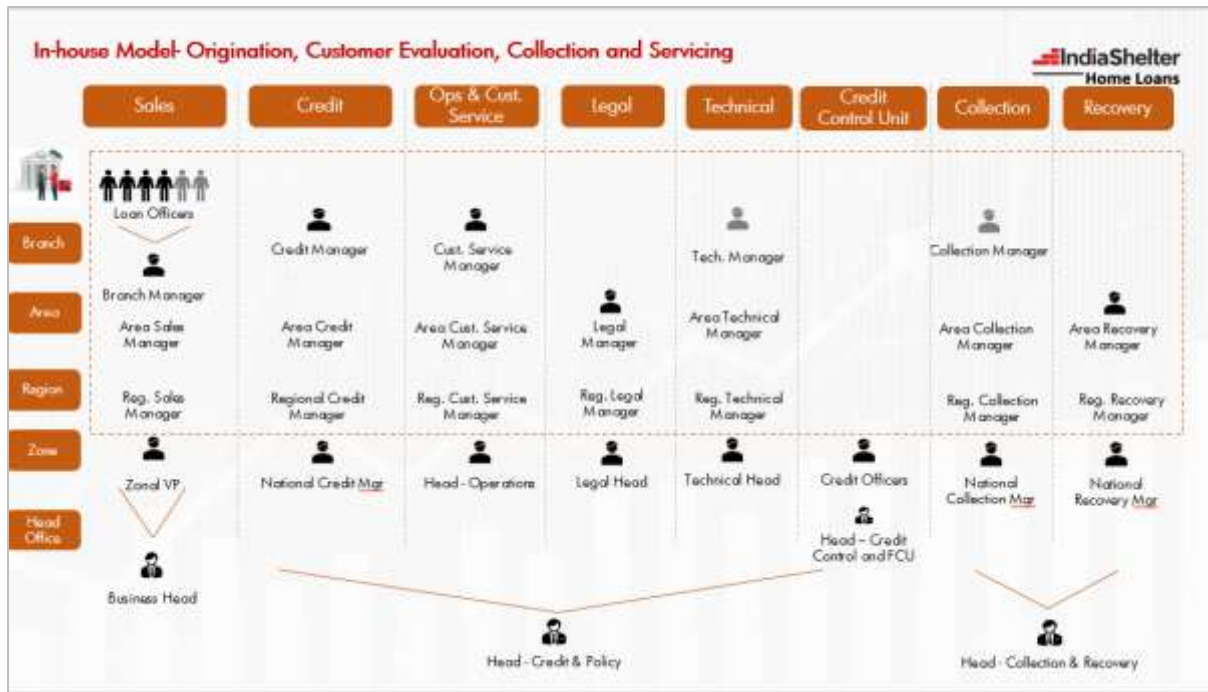 In-house Model- Origination, Customer Evaluation, Collection and Servicing
IndiaShelter
Home Loans
Sales
Credit
Ops & Cust.
Service
Legal
Technical
Credit
Control Unit
Collection
Recovery
Branch
Area
Region
Zone
Head
Office
Loan Officers
Branch Manager
Area Sales
Manager
Reg. Sales
Manager
Zonal VP
Business Head
Credit Manager
Area Credit
Manager
Regional Credit
Manager
National Credit Mgr
Cust. Service
Manager
Area Cust. Service
Manager
Reg. Cust. Service
Manager
Head - Operations
Legal
Manager
Reg. Legal
Manager
Legal Head
Tech. Manager
Area Technical
Manager
Reg. Technical
Manager
Technical Head
Credit Officers
Head – Credit
Control and FCU
Collection Manager
Area Collection
Manager
Reg. Collection
Manager
National
Collection Mgr
Area Recovery
Manager
Reg. Recovery
Manager
National
Recovery Mgr
Head - Credit & Policy
Head - Collection & Recovery